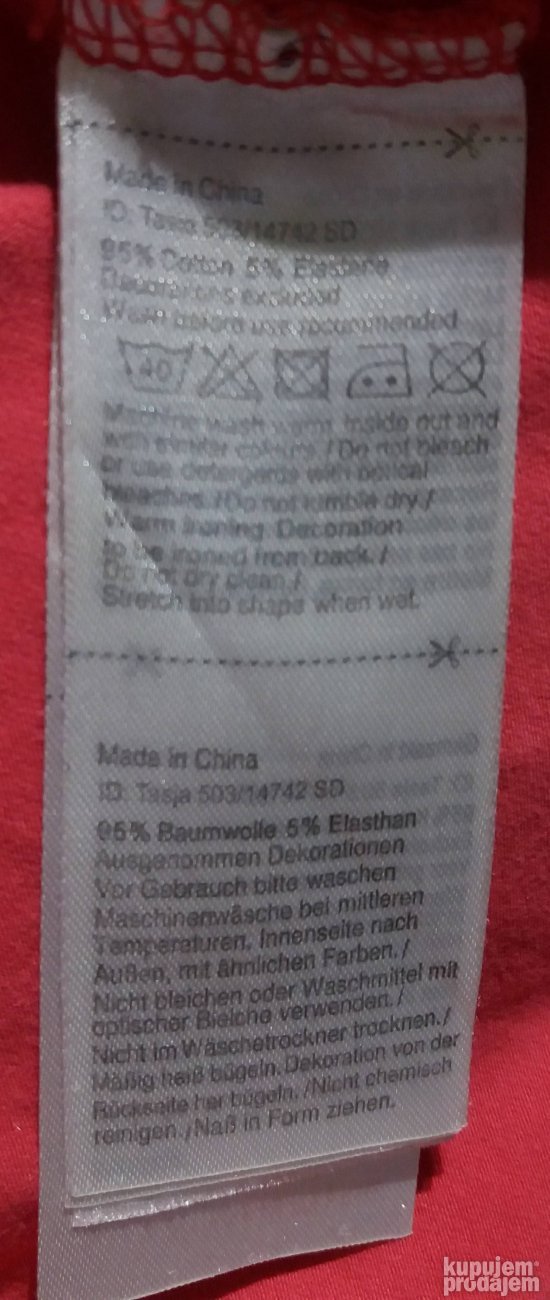 Made in China
ID: Tasja 503/14742 SD
95% Cotton 5% Elastane
Decorations excluded
Wash before use recommended
40
Machine wash warm, inside out and
with similar colours. / Do not bleach
or use detergents with optical
bleaches. / Do not tumble dry. /
Warm ironing. Decoration
to be ironed from back. /
Do not dry clean. /
Stretch into shape when wet.
Made in China
ID: Tasja 503/14742 SD
95% Baumwolle 5% Elasthan
Ausgenommen Dekorationen
Vor Gebrauch bitte waschen
Maschinenwäsche bei mittleren
Temperaturen, Innenseite nach
Außen, mit ähnlichen Farben. /
Nicht bleichen oder Waschmittel mit
optischer Bleiche verwenden. /
Nicht im Wäschetrockner trocknen. /
Mäßig heiß bügeln. Dekoration von der
Rückseite her bügeln. /Nicht chemisch
reinigen. /Naß in Form ziehen.
kupujem
prodajem